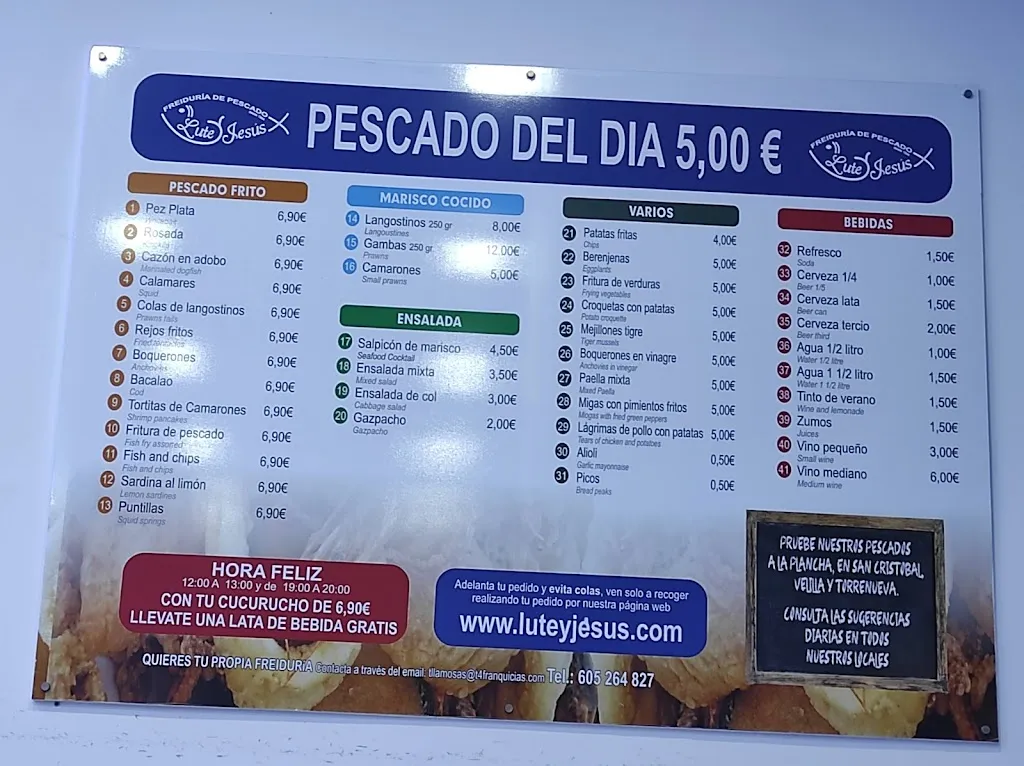 FREIDURÍA DE PESCADO
Lute y Jesús
PESCADO DEL DIA 5,00 €
FREIDURÍA DE PESCADO
Lute y Jesús
PESCADO FRITO
1 Pez Plata 6,90€
2 Rosada 6,90€
3 Cazón en adobo 6,90€
Marinated dogfish
4 Calamares 6,90€
Squid
5 Colas de langostinos 6,90€
Prawns tails
6 Rejos fritos 6,90€
Fried tentacles
7 Boquerones 6,90€
Anchovies
8 Bacalao 6,90€
Cod
9 Tortitas de Camarones 6,90€
Shrimp pancakes
10 Fritura de pescado 6,90€
Fish fry assorted
11 Fish and chips 6,90€
Fish and chips
12 Sardina al limón 6,90€
Lemon sardines
13 Puntillas 6,90€
Squid springs
MARISCO COCIDO
14 Langostinos 250 gr 8,00€
Langoustines
15 Gambas 250 gr 12,00€
Prawns
16 Camarones 5,00€
Small prawns
ENSALADA
17 Salpicón de marisco 4,50€
Seafood Cocktail
18 Ensalada mixta 3,50€
Mixed salad
19 Ensalada de col 3,00€
Cabbage salad
20 Gazpacho 2,00€
Gazpacho
VARIOS
21 Patatas fritas 4,00€
Chips
22 Berenjenas 5,00€
Eggplants
23 Fritura de verduras 5,00€
Frying vegetables
24 Croquetas con patatas 5,00€
Potato croquette
25 Mejillones tigre 5,00€
Tiger mussels
26 Boquerones en vinagre 5,00€
Anchovies in vinegar
27 Paella mixta 5,00€
Mixed Paella
28 Migas con pimientos fritos 5,00€
Mogas with fried green peppers
29 Lágrimas de pollo con patatas 5,00€
Tears of chicken and potatoes
30 Alioli 0,50€
Garlic mayonnaise
31 Picos 0,50€
Bread peaks
BEBIDAS
32 Refresco 1,50€
Soda
33 Cerveza 1/4 1,00€
Beer 1/5
34 Cerveza lata 1,50€
Beer can
35 Cerveza tercio 2,00€
Beer third
36 Agua 1/2 litro 1,00€
Water 1/2 litre
37 Agua 1 1/2 litro 1,50€
Water 1 1/2 litre
38 Tinto de verano 1,50€
Wine and lemonade
39 Zumos 1,50€
Juices
40 Vino pequeño 3,00€
Small wine
41 Vino mediano 6,00€
Medium wine
HORA FELIZ
12:00 A 13:00 y de 19:00 A 20:00
CON TU CUCURUCHO DE 6,90€
LLEVATE UNA LATA DE BEBIDA GRATIS
Adelanta tu pedido y evita colas, ven solo a recoger
realizando tu pedido por nuestra página web
www.luteyjesus.com
PRUEBE NUESTROS PESCADOS
A LA PLANCHA, EN SAN CRISTOBAL,
VELILLA Y TORRENUEVA.
CONSULTA LAS SUGERENCIAS
DIARIAS EN TODOS
NUESTROS LOCALES
QUIERES TU PROPIA FREIDURiA Contacta a través del email: tllamosas@t4franquicias.com Tel.: 605 264 827